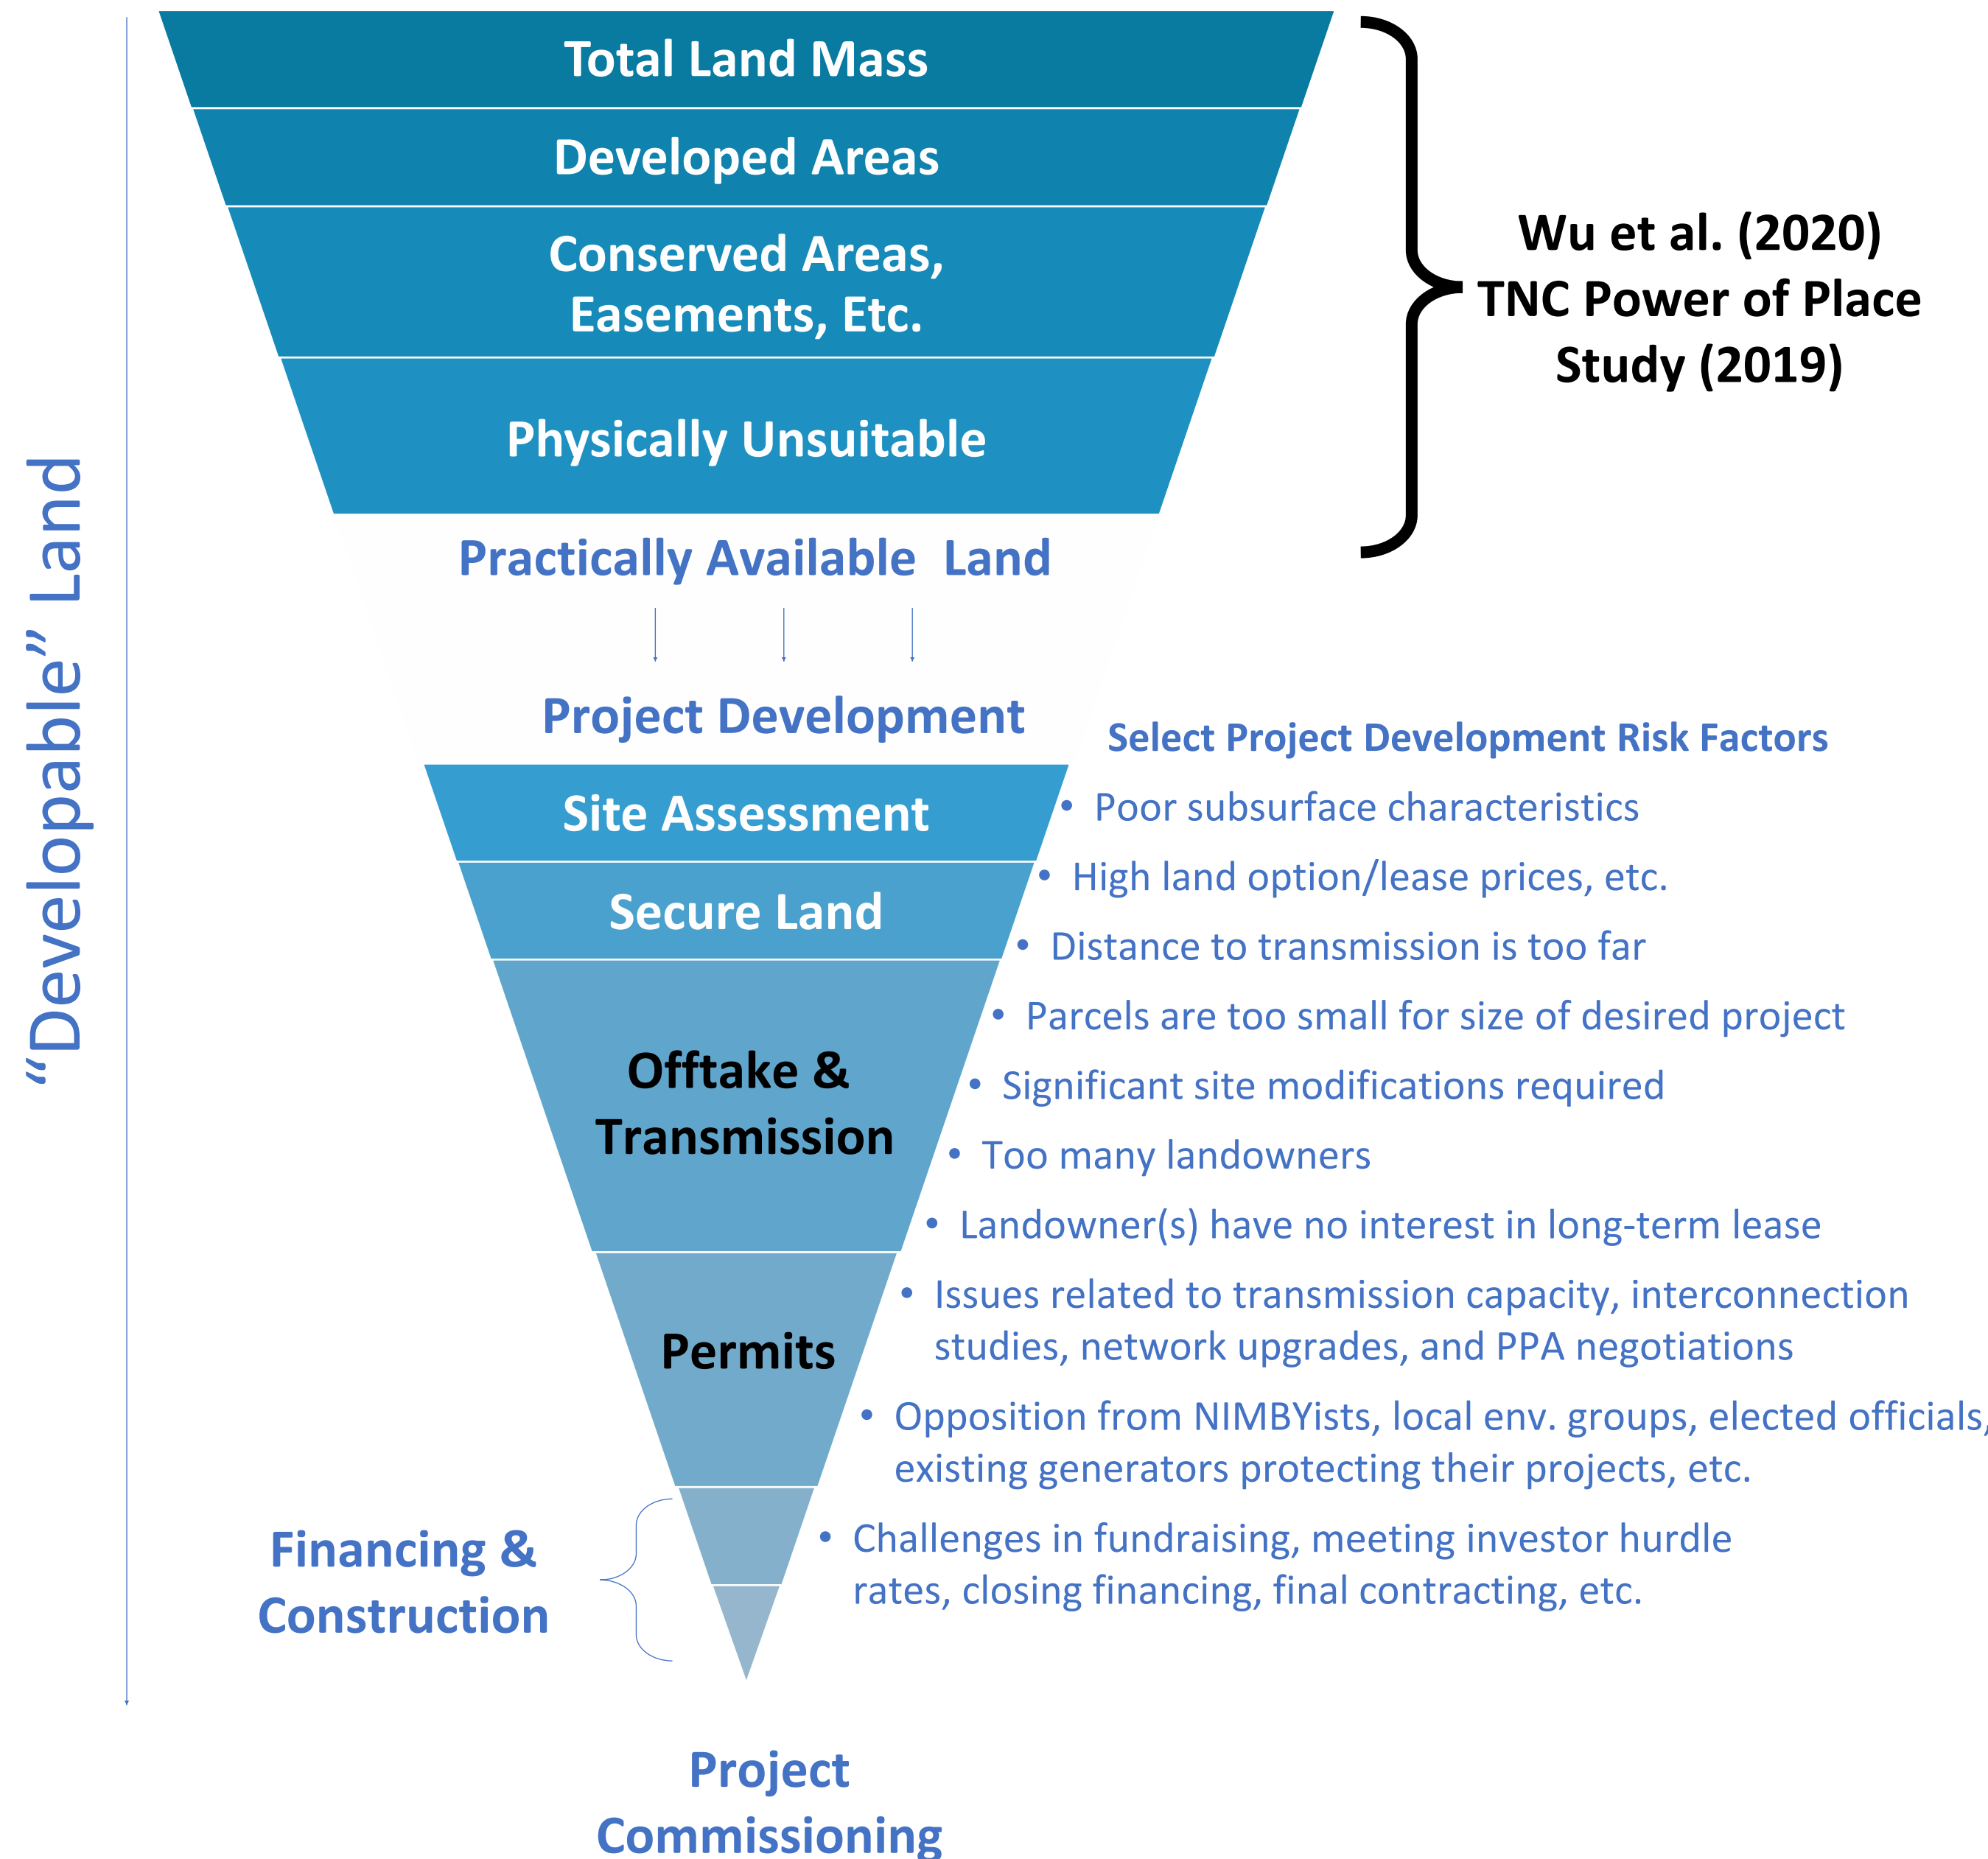 "Developable" Land
Total Land Mass
Developed Areas
Conserved Areas,
Easements, Etc.
Physically Unsuitable
Wu et al. (2020)
TNC Power of Place
Study (2019)
Practically Available Land
Project Development
Site Assessment
Secure Land
Offtake &
Transmission
Permits
Financing &
Construction
Project
Commissioning
Select Project Development Risk Factors
• Poor subsurface characteristics
• High land option/lease prices, etc.
• Distance to transmission is too far
• Parcels are too small for size of desired project
• Significant site modifications required
• Too many landowners
• Landowner(s) have no interest in long-term lease
• Issues related to transmission capacity, interconnection
studies, network upgrades, and PPA negotiations
• Opposition from NIMBYists, local env. groups, elected officials,
existing generators protecting their projects, etc.
• Challenges in fundraising, meeting investor hurdle
rates, closing financing, final contracting, etc.